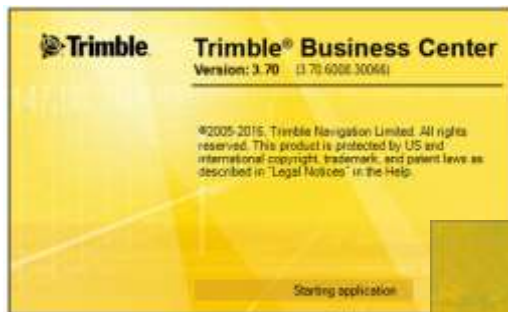 Trimble
Trimble® Business Center
Version: 3.70 (3.70.6008.30066)
©2005-2016, Trimble Navigation Limited. All rights
reserved. This product is protected by US and
international copyright, trademark, and patent laws as
described in "Legal Notices" in the Help.
Starting application